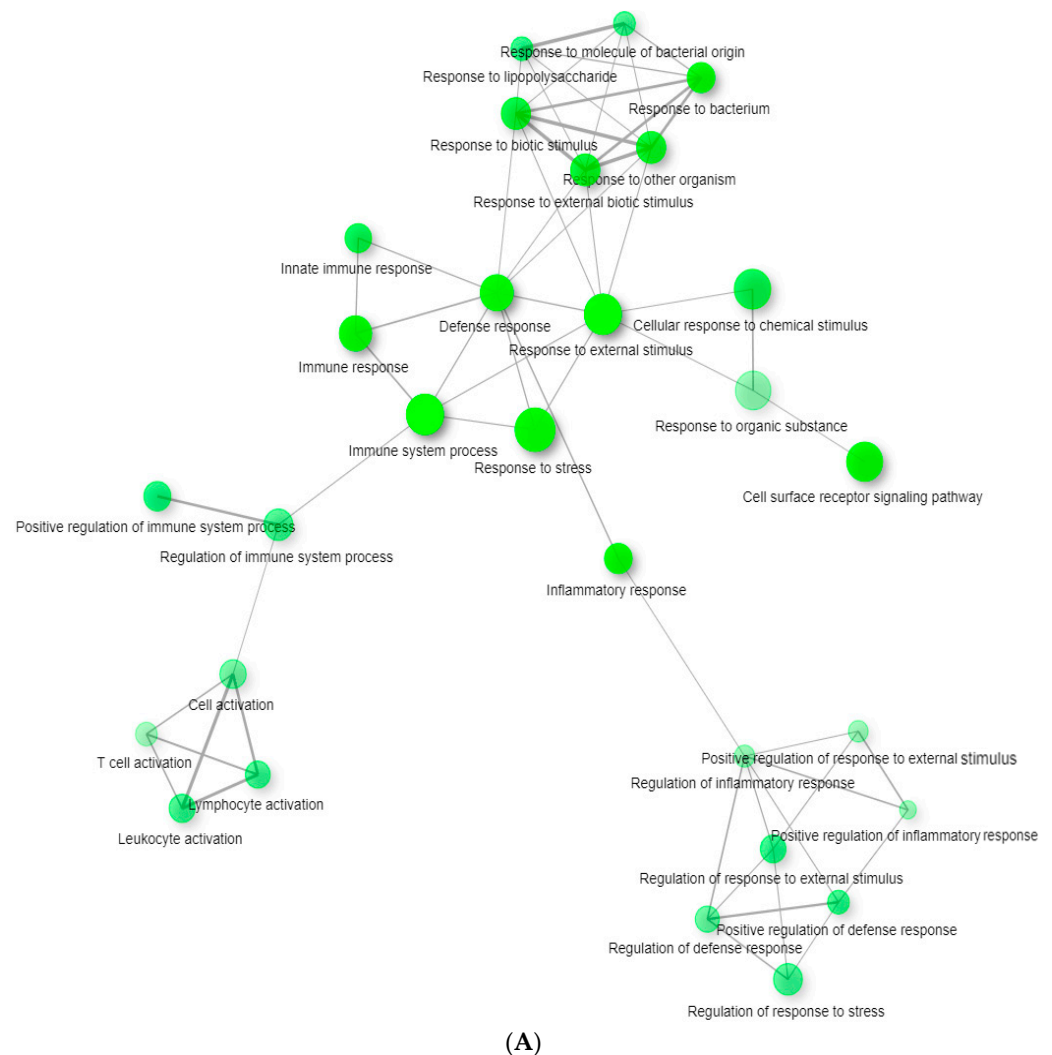 Response to molecule of bacterial origin
Response to lipopolysaccharide
Response to bacterium
Response to biotic stimulus
Response to other organism
Response to external biotic stimulus
Innate immune response
Defense response
Cellular response to chemical stimulus
Response to external stimulus
Immune response
Response to organic substance
Immune system process
Response to stress
Cell surface receptor signaling pathway
Positive regulation of immune system process
Regulation of immune system process
Inflammatory response
Cell activation
T cell activation
Positive regulation of response to external stimulus
Regulation of inflammatory response
Lymphocyte activation
Leukocyte activation
Positive regulation of inflammatory response
Regulation of response to external stimulus
Positive regulation of defense response
Regulation of defense response
Regulation of response to stress
(A)